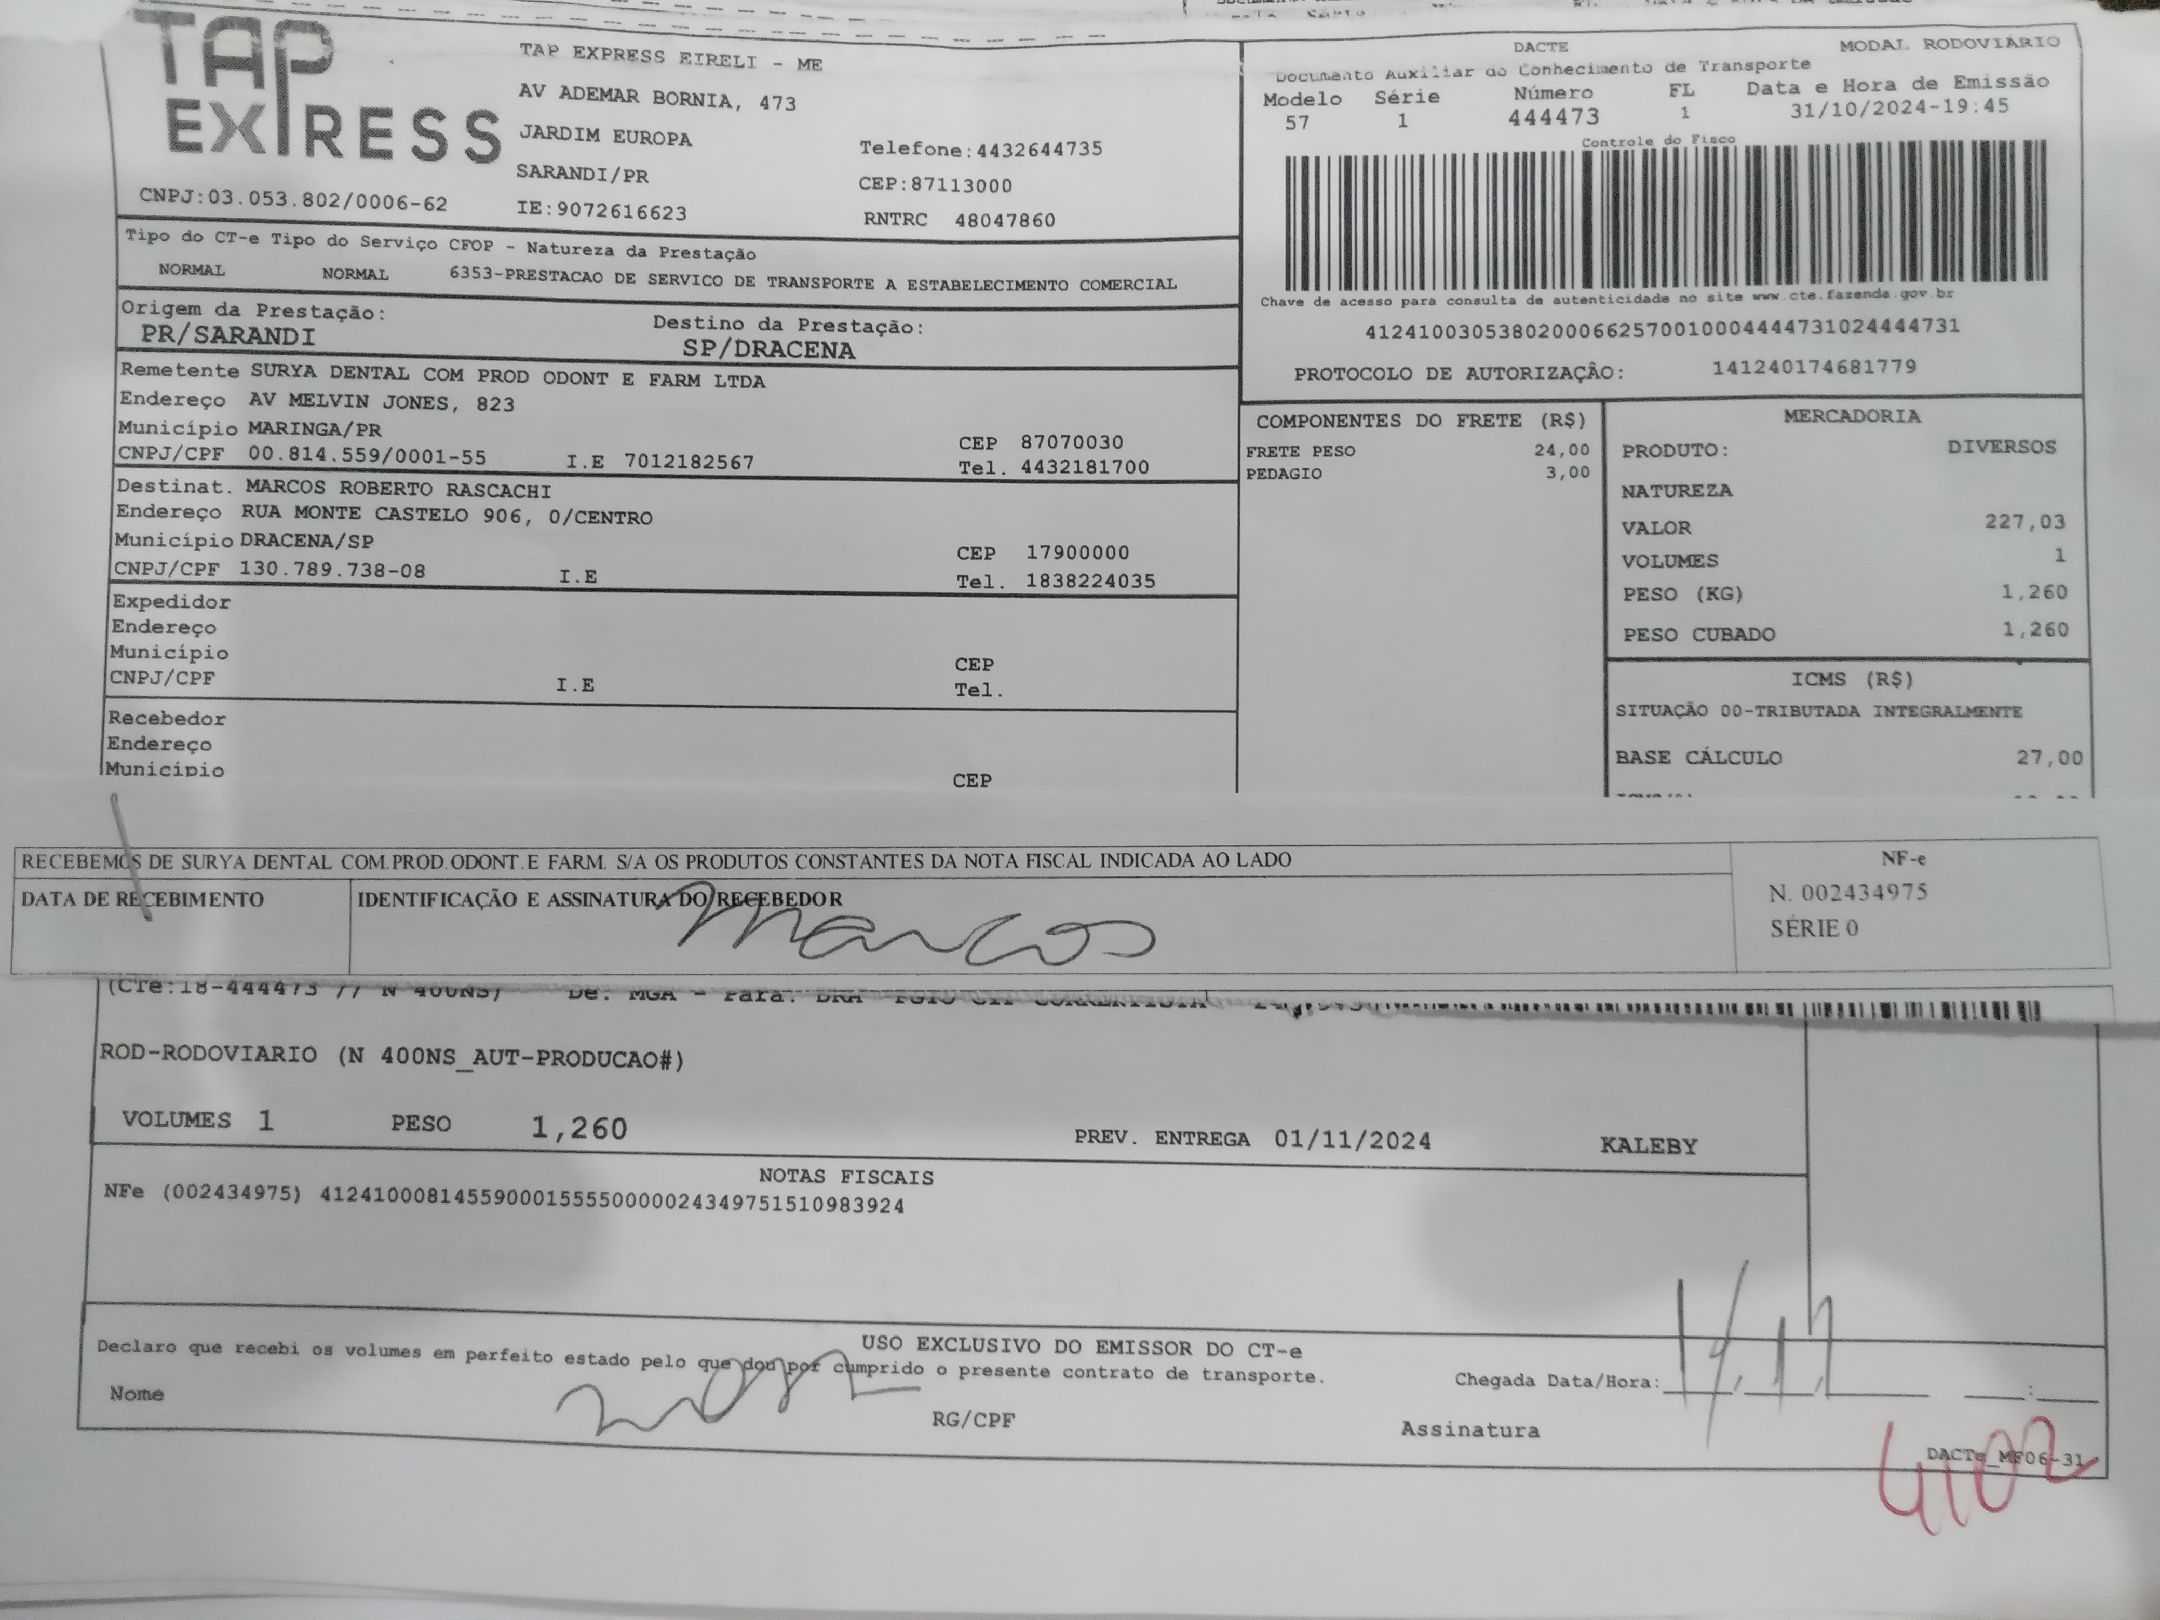 TAP EXPRESS
TAP EXPRESS EIRELI - ME
AV ADEMAR BORNIA, 473
JARDIM EUROPA
Telefone:4432644735
SARANDI/PR
CEP:87113000
CNPJ:03.053.802/0006-62
IE:9072616623
RNTRC 48047860
DACTE
MODAL RODOVIÁRIO
Documento Auxiliar do Conhecimento de Transporte
Modelo Série Número FL Data e Hora de Emissão
57 1 444473 1 31/10/2024-19:45
Controle do Fisco
Chave de acesso para consulta de autenticidade no site www.cte.fazenda.gov.br
41241003053802000662570010004444731024444731
PROTOCOLO DE AUTORIZAÇÃO: 141240174681779
Tipo do CT-e Tipo do Serviço CFOP - Natureza da Prestação
NORMAL NORMAL 6353-PRESTACAO DE SERVICO DE TRANSPORTE A ESTABELECIMENTO COMERCIAL
Origem da Prestação: Destino da Prestação:
PR/SARANDI SP/DRACENA
Remetente SURYA DENTAL COM PROD ODONT E FARM LTDA
Endereço AV MELVIN JONES, 823
Município MARINGA/PR CEP 87070030
CNPJ/CPF 00.814.559/0001-55 I.E 7012182567 Tel. 4432181700
Destinat. MARCOS ROBERTO RASCACHI
Endereço RUA MONTE CASTELO 906, 0/CENTRO
Município DRACENA/SP CEP 17900000
CNPJ/CPF 130.789.738-08 I.E Tel. 1838224035
Expedidor
Endereço
Município CEP
CNPJ/CPF I.E Tel.
Recebedor
Endereço
Município CEP
COMPONENTES DO FRETE (R$)
FRETE PESO 24,00
PEDAGIO 3,00
MERCADORIA
PRODUTO: DIVERSOS
NATUREZA
VALOR 227,03
VOLUMES 1
PESO (KG) 1,260
PESO CUBADO 1,260
ICMS (R$)
SITUAÇÃO 00-TRIBUTADA INTEGRALMENTE
BASE CÁLCULO 27,00
RECEBEMOS DE SURYA DENTAL COM.PROD.ODONT.E FARM. S/A OS PRODUTOS CONSTANTES DA NOTA FISCAL INDICADA AO LADO
DATA DE RECEBIMENTO
IDENTIFICAÇÃO E ASSINATURA DO RECEBEDOR
Marcos
NF-e
N. 002434975
SÉRIE 0
(CTe:18-444473 // N 400NS) De: MGA - Para: DRA
ROD-RODOVIARIO (N 400NS_AUT-PRODUCAO#)
VOLUMES 1 PESO 1,260 PREV. ENTREGA 01/11/2024 KALEBY
NOTAS FISCAIS
NFe (002434975) 41241000814559000155550000024349751510983924
USO EXCLUSIVO DO EMISSOR DO CT-e
Declaro que recebi os volumes em perfeito estado pelo que dou por cumprido o presente contrato de transporte.
Chegada Data/Hora:
Nome
RG/CPF
Assinatura
DACTe_MF06-31